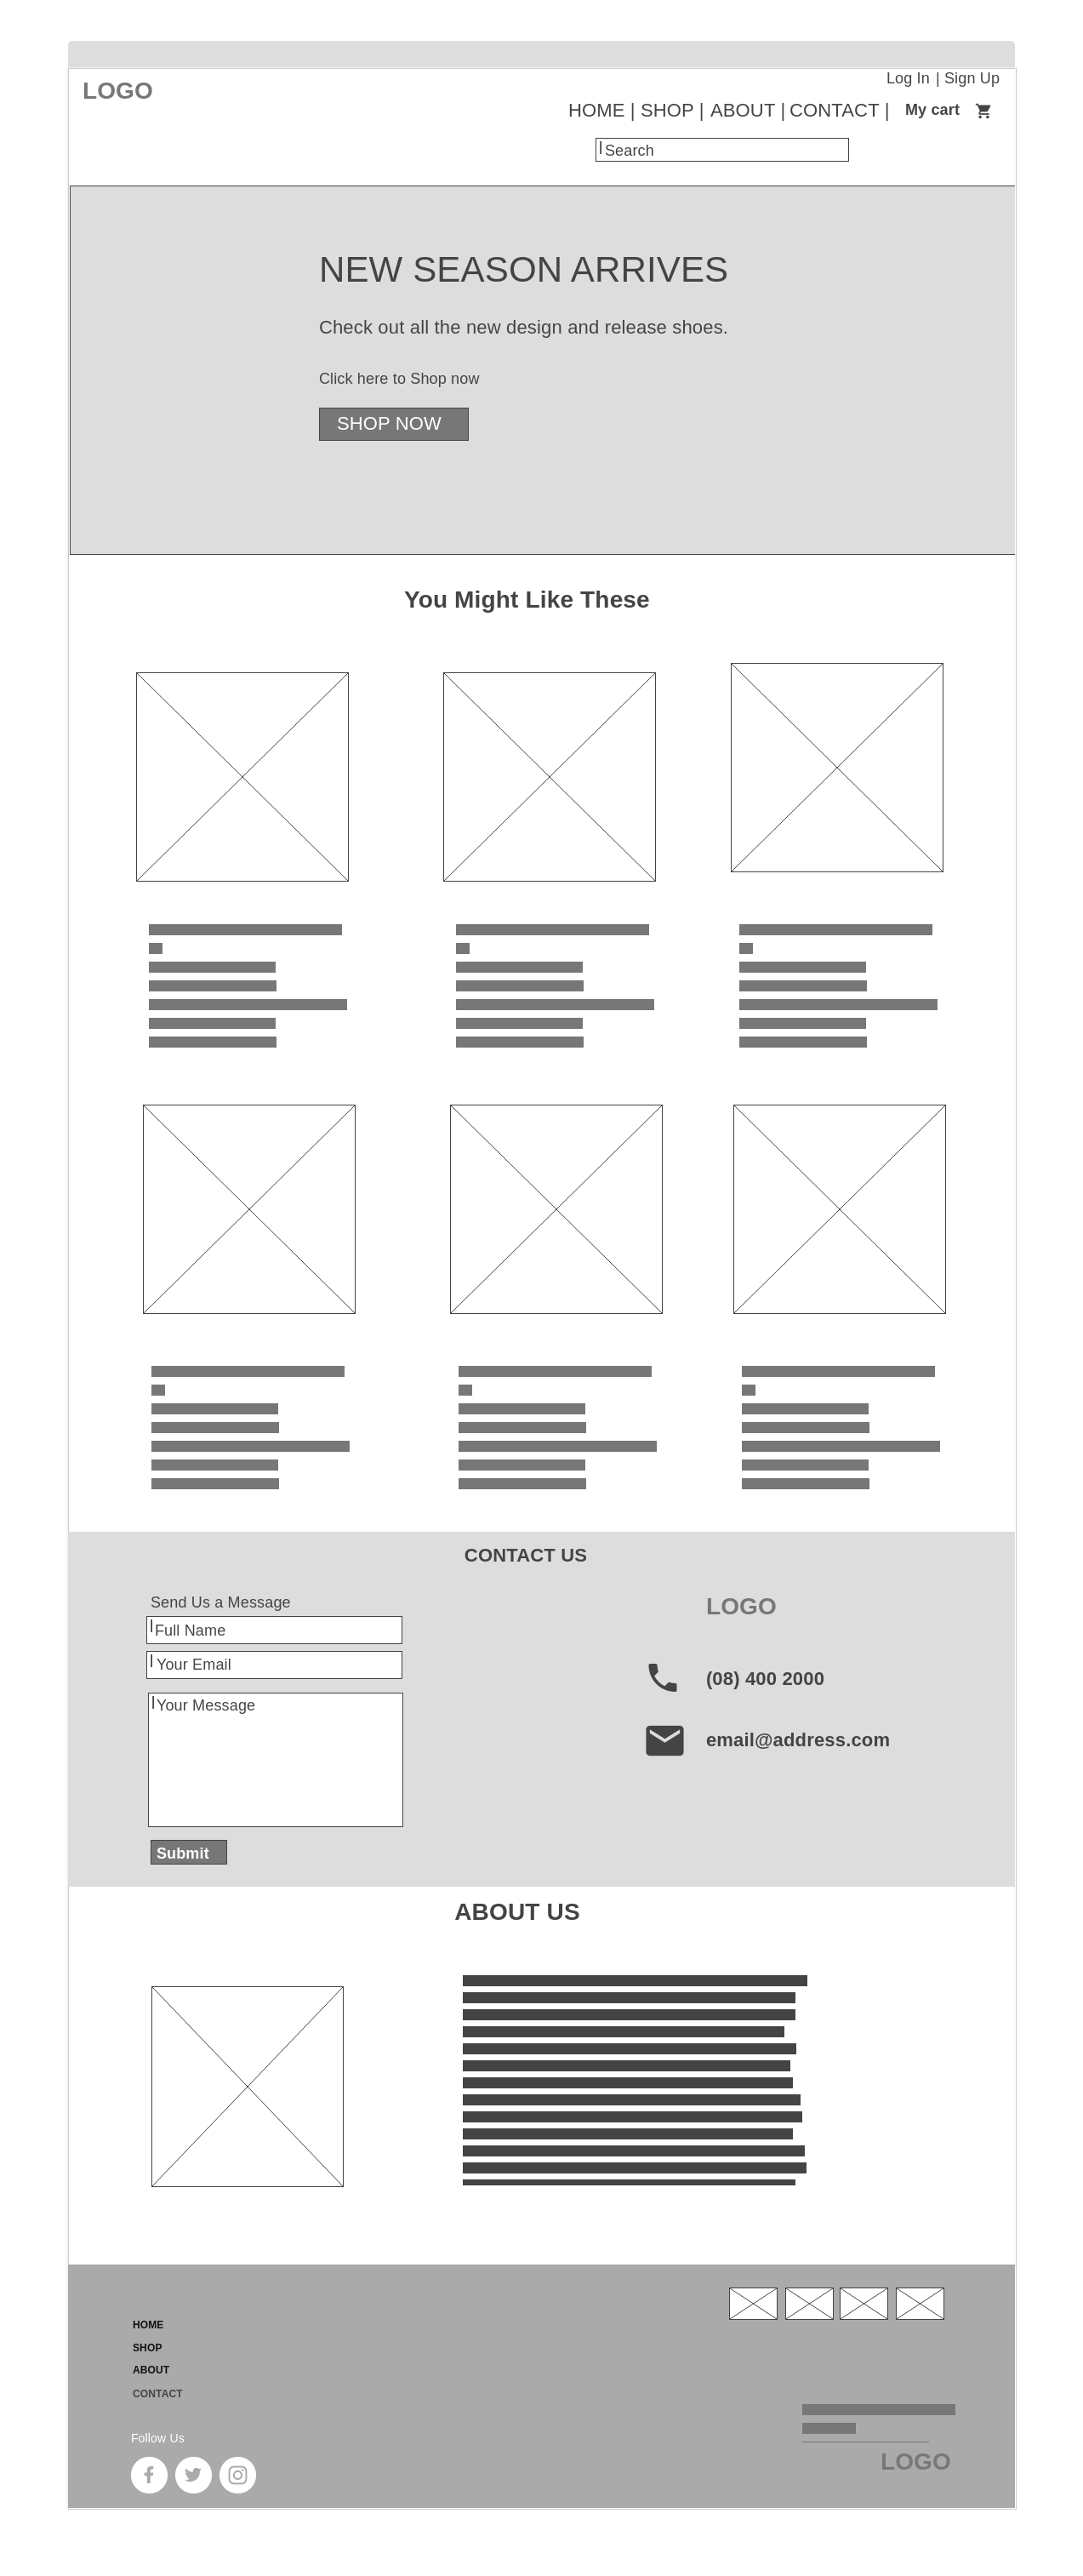 LOGO
Log In | Sign Up
HOME | SHOP | ABOUT | CONTACT | My cart
Search
NEW SEASON ARRIVES
Check out all the new design and release shoes.
Click here to Shop now
SHOP NOW
You Might Like These
CONTACT US
Send Us a Message
Full Name
Your Email
Your Message
Submit
LOGO
(08) 400 2000
email@address.com
ABOUT US
HOME
SHOP
ABOUT
CONTACT
Follow Us
LOGO